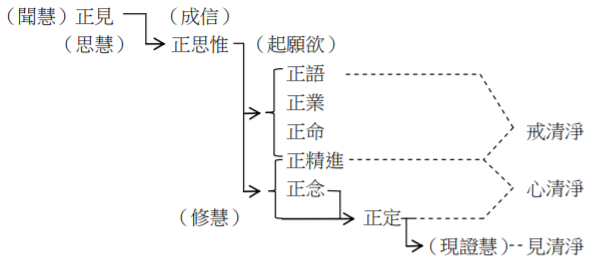 （聞慧）正見 （成信）
（思慧） 正思惟 （起願欲）
正語
正業
正命 戒清淨
正精進
正念 心清淨
（修慧） 正定
（現證慧） 見清淨